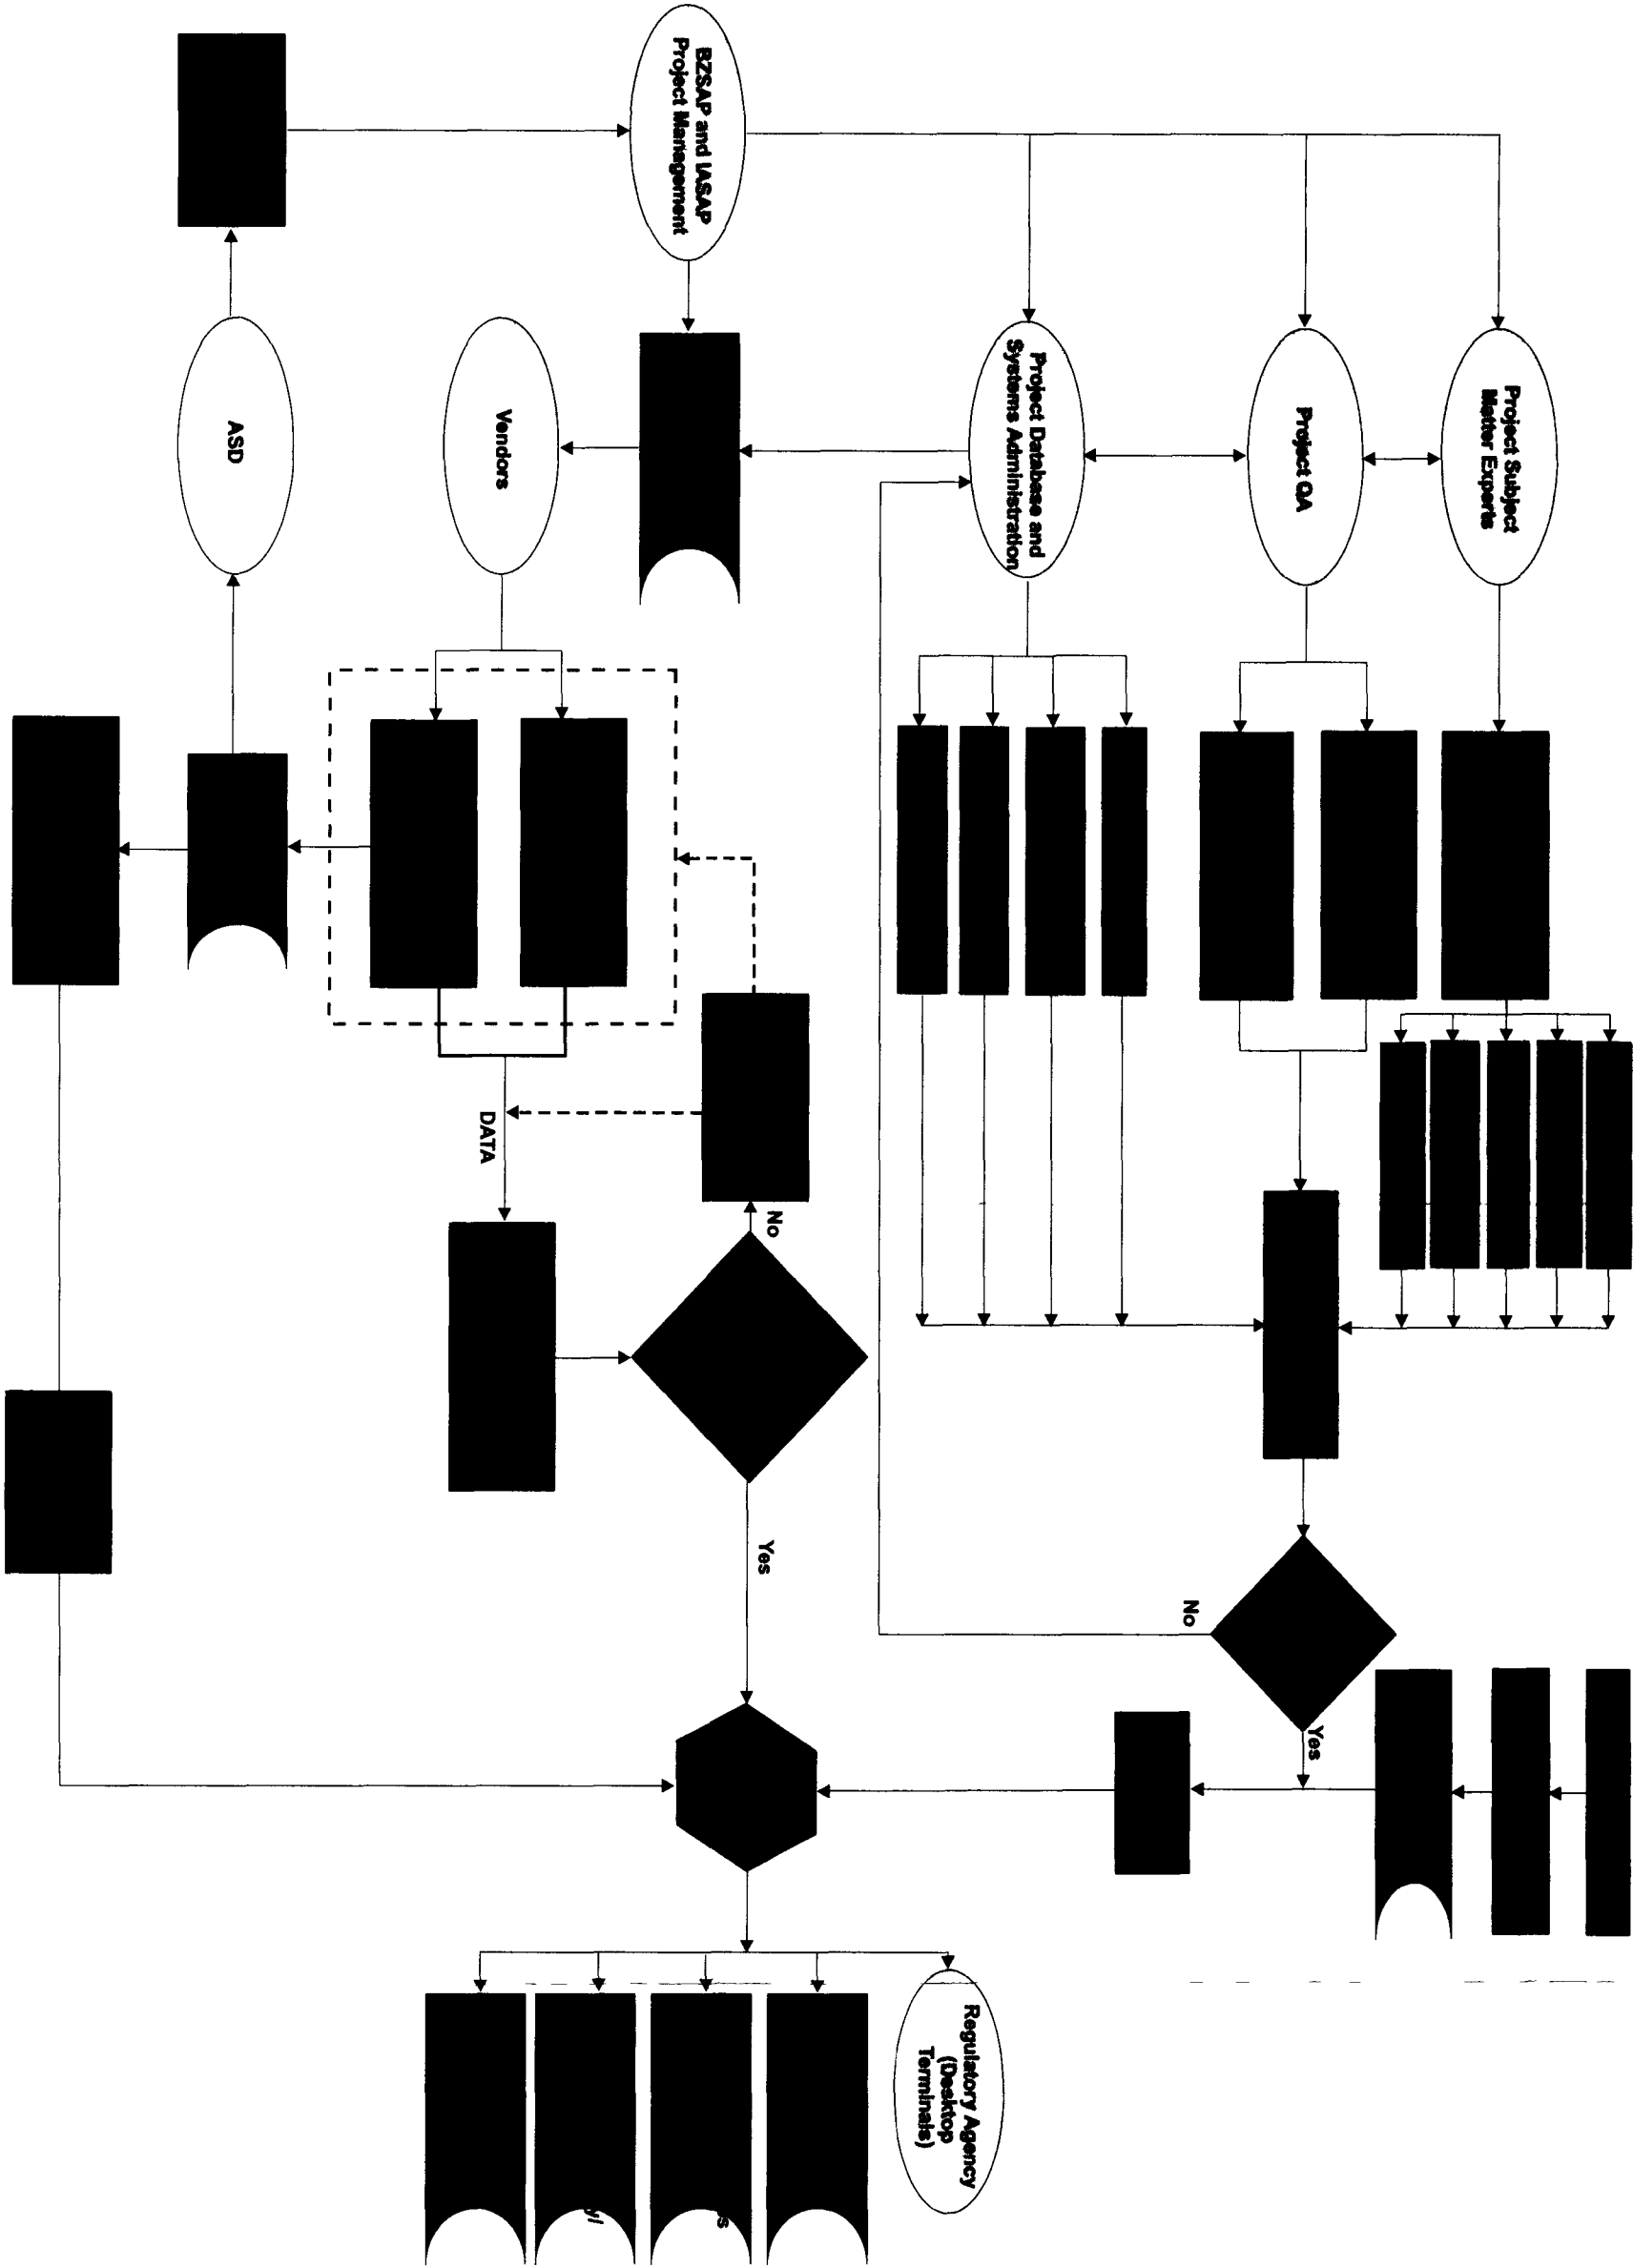 Project Subject
Matter Experts
Project QA
Yes
No
Project Database and
Systems Administration
Regulatory Agency
(Desktop
Terminals)
No
Yes
BZSAP and IASAP
Project Management
Vendors
DATA
ASD